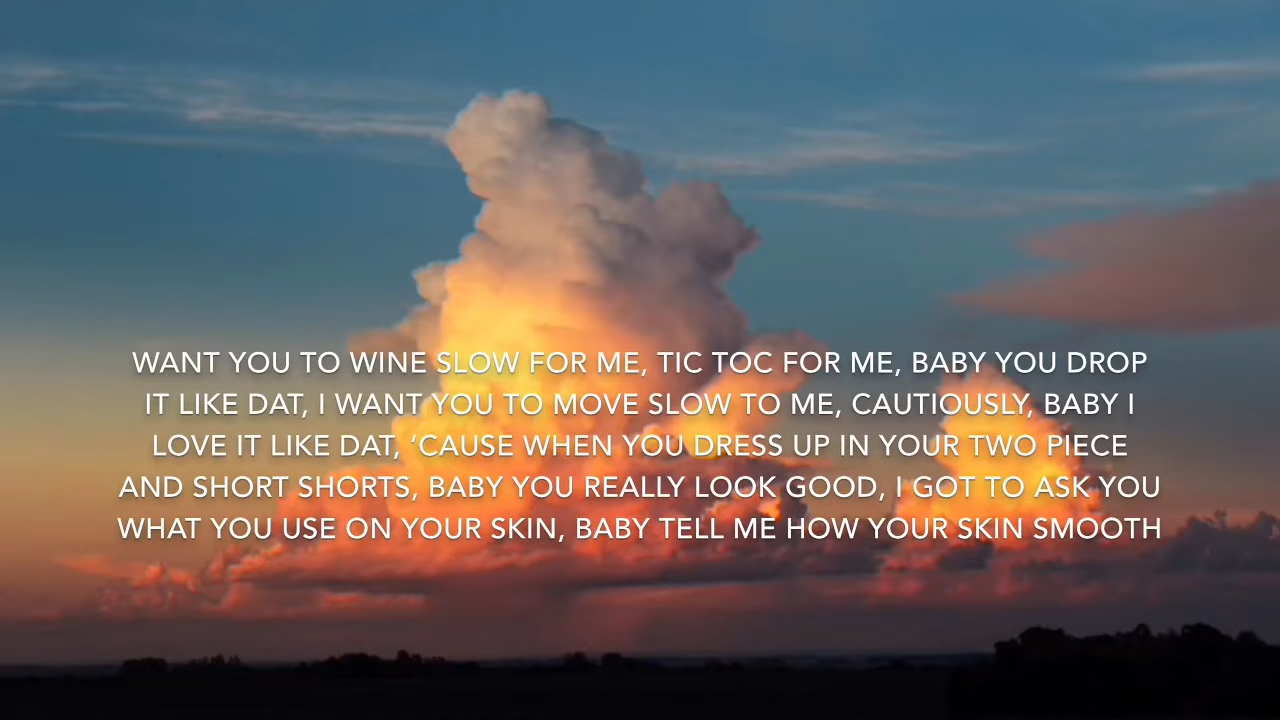 WANT YOU TO WINE SLOW FOR ME, TIC TOC FOR ME, BABY YOU DROP
IT LIKE DAT, I WANT YOU TO MOVE SLOW TO ME, CAUTIOUSLY, BABY I
LOVE IT LIKE DAT, ‘CAUSE WHEN YOU DRESS UP IN YOUR TWO PIECE
AND SHORT SHORTS, BABY YOU REALLY LOOK GOOD, I GOT TO ASK YOU
WHAT YOU USE ON YOUR SKIN, BABY TELL ME HOW YOUR SKIN SMOOTH